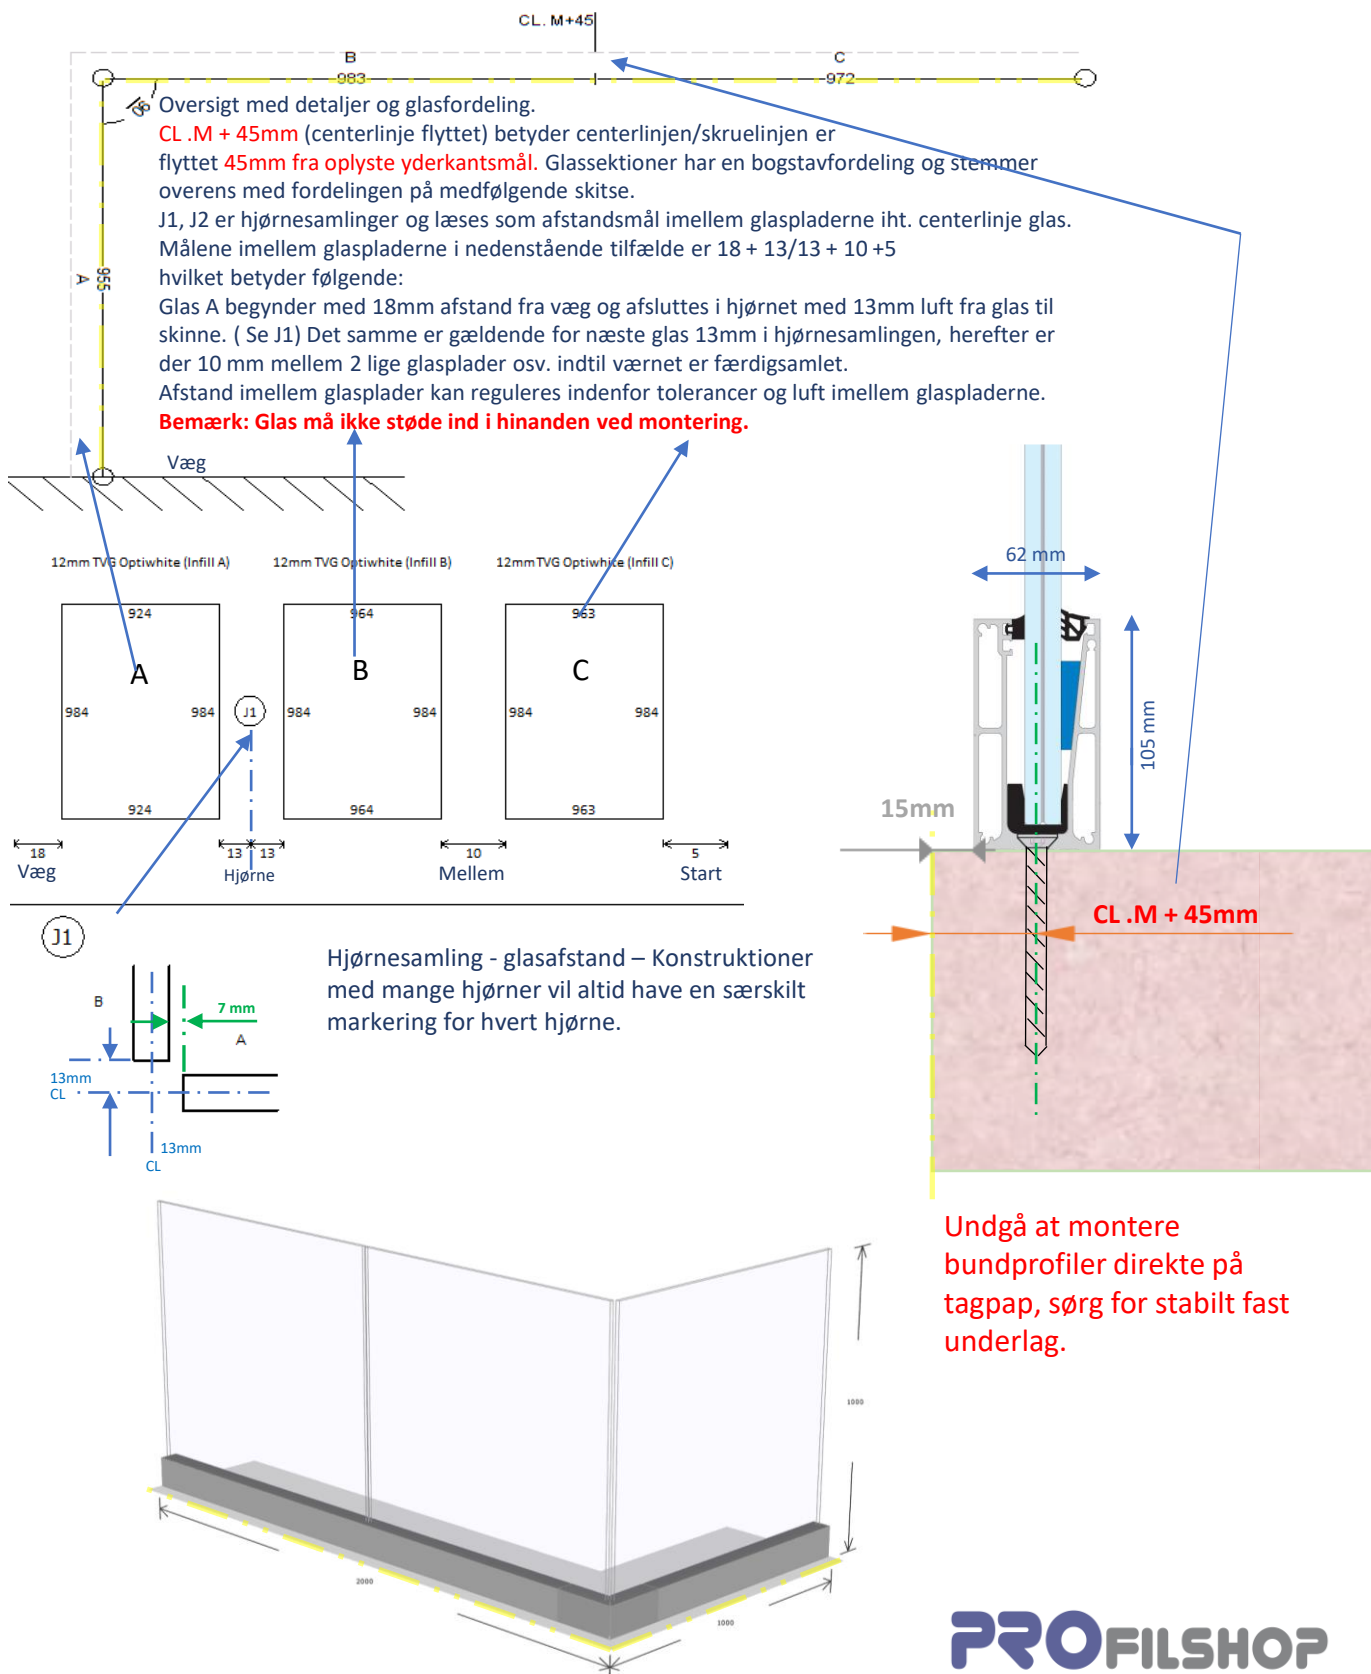 CL. M+45
B
C
983
972
90
Oversigt med detaljer og glasfordeling.
CL .M + 45mm (centerlinje flyttet) betyder centerlinjen/skruelinjen er
flyttet 45mm fra oplyste yderkantsmål. Glassektioner har en bogstavfordeling og stemmer
overens med fordelingen på medfølgende skitse.
J1, J2 er hjørnesamlinger og læses som afstandsmål imellem glaspladerne iht. centerlinje glas.
Målene imellem glaspladerne i nedenstående tilfælde er 18 + 13/13 + 10 +5
hvilket betyder følgende:
Glas A begynder med 18mm afstand fra væg og afsluttes i hjørnet med 13mm luft fra glas til
skinne. ( Se J1) Det samme er gældende for næste glas 13mm i hjørnesamlingen, herefter er
der 10 mm mellem 2 lige glasplader osv. indtil værnet er færdigsamlet.
Afstand imellem glasplader kan reguleres indenfor tolerancer og luft imellem glaspladerne.
Bemærk: Glas må ikke støde ind i hinanden ved montering.
A
955
Væg
12mm TVG Optiwhite (Infill A)
12mm TVG Optiwhite (Infill B)
12mm TVG Optiwhite (Infill C)
924
964
963
A
B
C
984
984
J1
984
984
984
984
924
964
963
18
13
13
10
5
Væg
Hjørne
Mellem
Start
62 mm
105 mm
15mm
CL .M + 45mm
J1
B
7 mm
A
13mm
CL
13mm
CL
Hjørnesamling - glasafstand – Konstruktioner
med mange hjørner vil altid have en særskilt
markering for hvert hjørne.
Undgå at montere
bundprofiler direkte på
tagpap, sørg for stabilt fast
underlag.
1000
2000
1000
PROFILSHOP